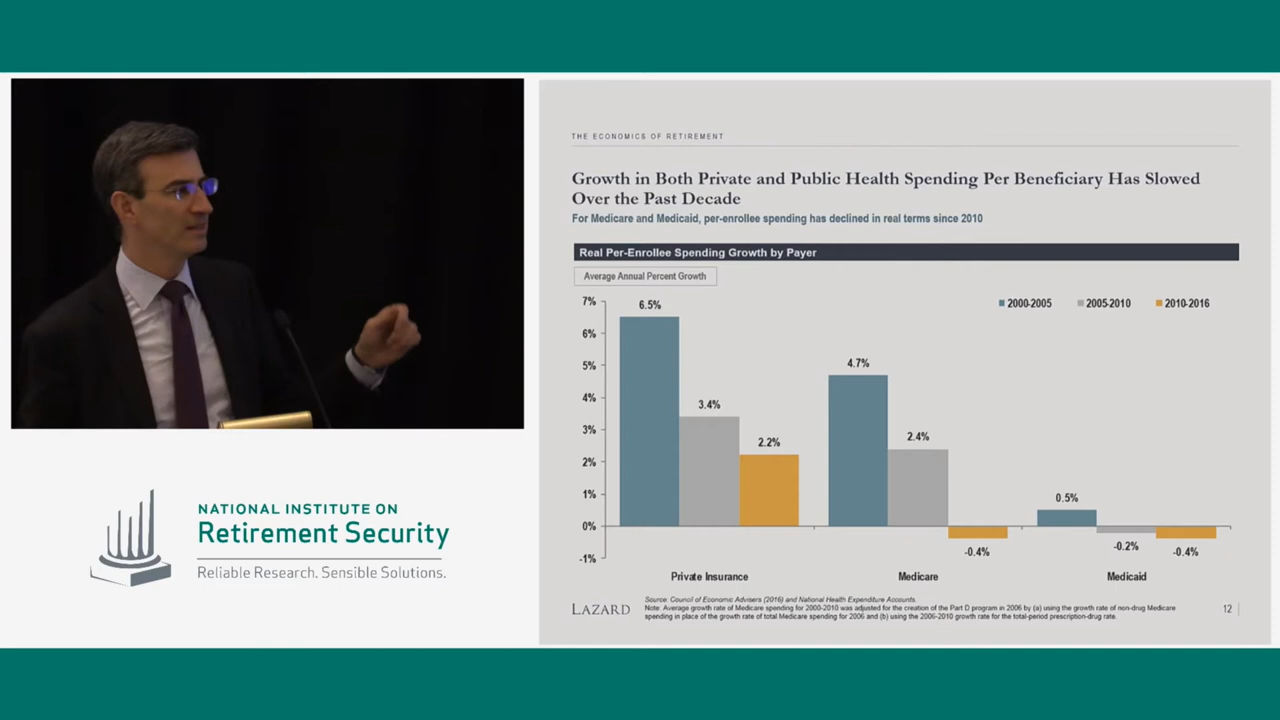 THE ECONOMICS OF RETIREMENT
Growth in Both Private and Public Health Spending Per Beneficiary Has Slowed
Over the Past Decade
For Medicare and Medicaid, per-enrollee spending has declined in real terms since 2010
Real Per-Enrollee Spending Growth by Payer
Average Annual Percent Growth
2000-2005
2005-2010
2010-2016
7%
6%
5%
4%
3%
2%
1%
0%
-1%
6.5%
3.4%
2.2%
4.7%
2.4%
-0.4%
0.5%
-0.2%
-0.4%
Private Insurance
Medicare
Medicaid
LAZARD
Source: Council of Economic Advisers (2016) and National Health Expenditure Accounts.
Note: Average growth rate of Medicare spending for 2000-2010 was adjusted for the creation of the Part D program in 2006 by (a) using the growth rate of non-drug Medicare
spending in place of the growth rate of total Medicare spending for 2006 and (b) using the 2006-2010 growth rate for the total-period prescription-drug rate.
12
NATIONAL INSTITUTE ON
Retirement Security
Reliable Research. Sensible Solutions.